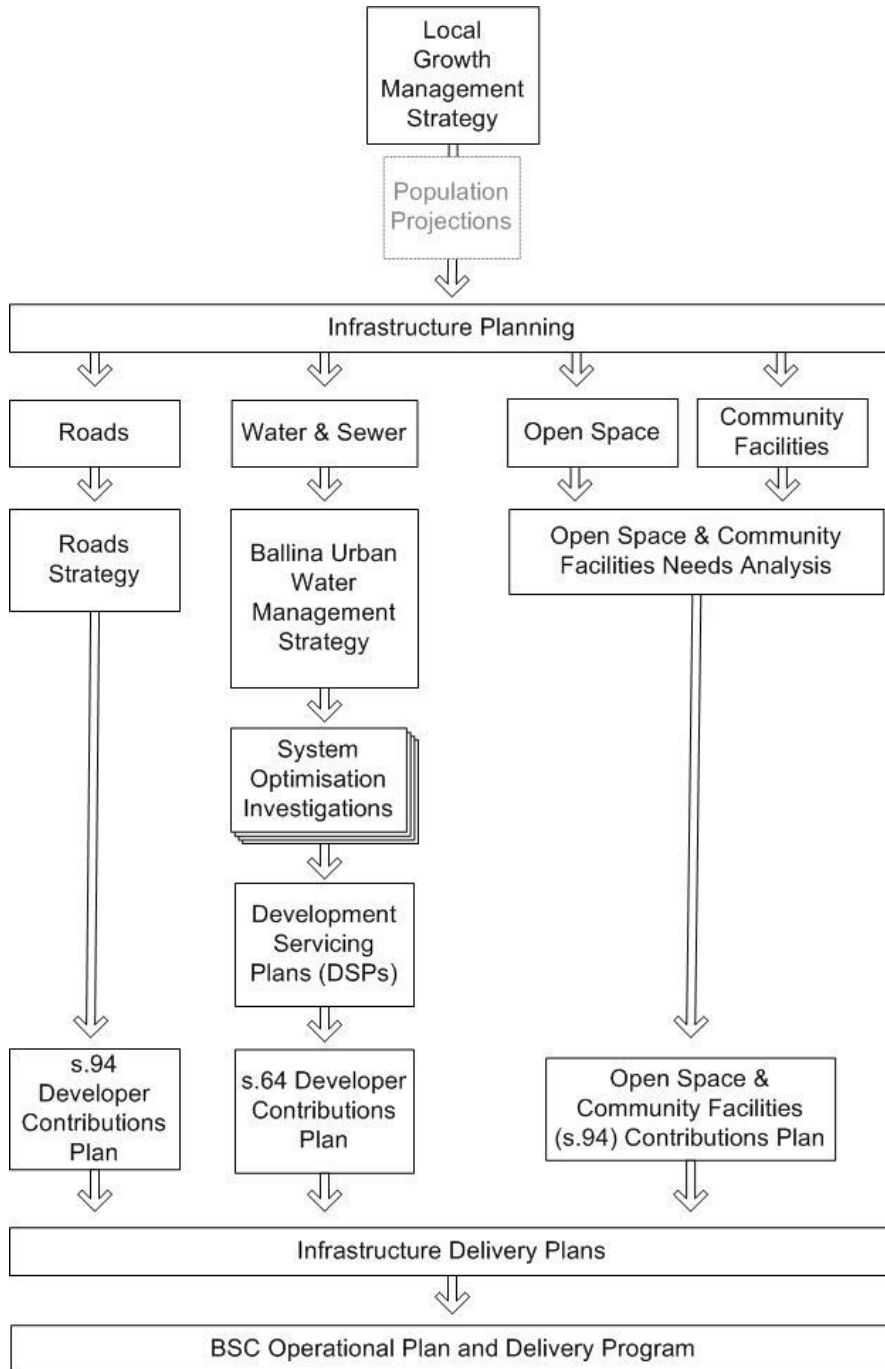 Local
Growth
Management
Strategy
Population
Projections
Infrastructure Planning
Roads
Water & Sewer
Open Space
Community
Facilities
Roads
Strategy
Ballina Urban
Water
Management
Strategy
Open Space & Community
Facilities Needs Analysis
System
Optimisation
Investigations
Development
Servicing
Plans (DSPs)
s.94
Developer
Contributions
Plan
s.64 Developer
Contributions
Plan
Open Space &
Community Facilities
(s.94) Contributions Plan
Infrastructure Delivery Plans
BSC Operational Plan and Delivery Program